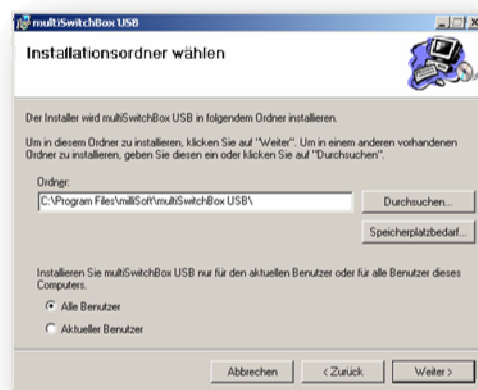 multiSwitchBox USB
Installationsordner wählen
Der Installer wird multiSwitchBox USB in folgendem Ordner installieren.
Um in diesem Ordner zu installieren, klicken Sie auf "Weiter". Um in einem anderen vorhandenen
Ordner zu installieren, geben Sie diesen ein oder klicken Sie auf "Durchsuchen".
Ordner:
C:\Program Files\milliSoft\multiSwitchBox USB\
Durchsuchen...
Speicherplatzbedarf...
Installieren Sie multiSwitchBox USB nur für den aktuellen Benutzer oder für alle Benutzer dieses
Computers.
Alle Benutzer
Aktueller Benutzer
Abbrechen
< Zurück
Weiter >